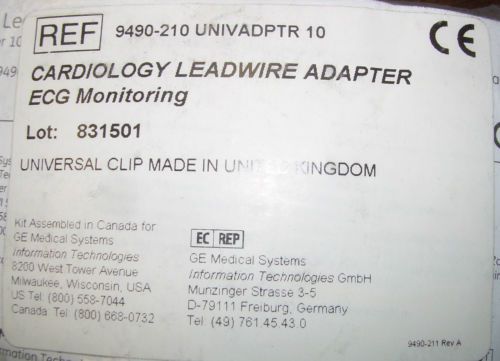 REF 9490-210 UNIVADPTR 10
CE
CARDIOLOGY LEADWIRE ADAPTER
ECG Monitoring
Lot: 831501
UNIVERSAL CLIP MADE IN UNITED KINGDOM
Kit Assembled in Canada for
GE Medical Systems
Information Technologies
8200 West Tower Avenue
Milwaukee, Wisconsin, USA
US Tel: (800) 558-7044
Canada Tel: (800) 668-0732
EC REP
GE Medical Systems
Information Technologies GmbH
Munzinger Strasse 3-5
D-79111 Freiburg, Germany
Tel: (49) 761.45 43.0
9490-211 Rev A